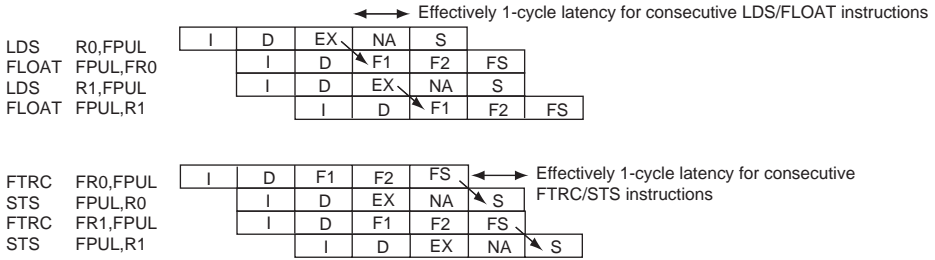 Effectively 1-cycle latency for consecutive LDS/FLOAT instructions
LDS R0,FPUL I D EX NA S
FLOAT FPUL,FR0 I D F1 F2 FS
LDS R1,FPUL I D EX NA S
FLOAT FPUL,R1 I D F1 F2 FS
Effectively 1-cycle latency for consecutive
FTRC/STS instructions
FTRC FR0,FPUL I D F1 F2 FS
STS FPUL,R0 I D EX NA S
FTRC FR1,FPUL I D F1 F2 FS
STS FPUL,R1 I D EX NA S